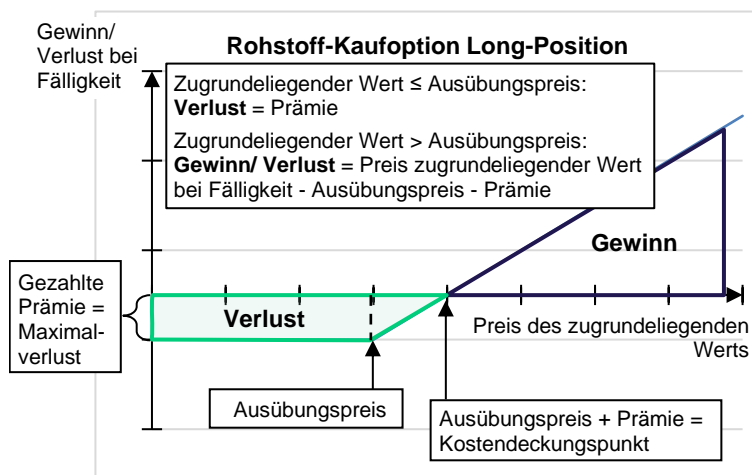 Gewinn/
Verlust bei
Fälligkeit
Rohstoff-Kaufoption Long-Position
Zugrundeliegender Wert ≤ Ausübungspreis:
Verlust = Prämie
Zugrundeliegender Wert > Ausübungspreis:
Gewinn/ Verlust = Preis zugrundeliegender Wert
bei Fälligkeit - Ausübungspreis - Prämie
Gewinn
Gezahlte
Prämie =
Maximal-
verlust
Verlust
Preis des zugrundeliegenden
Werts
Ausübungspreis
Ausübungspreis + Prämie =
Kostendeckungspunkt